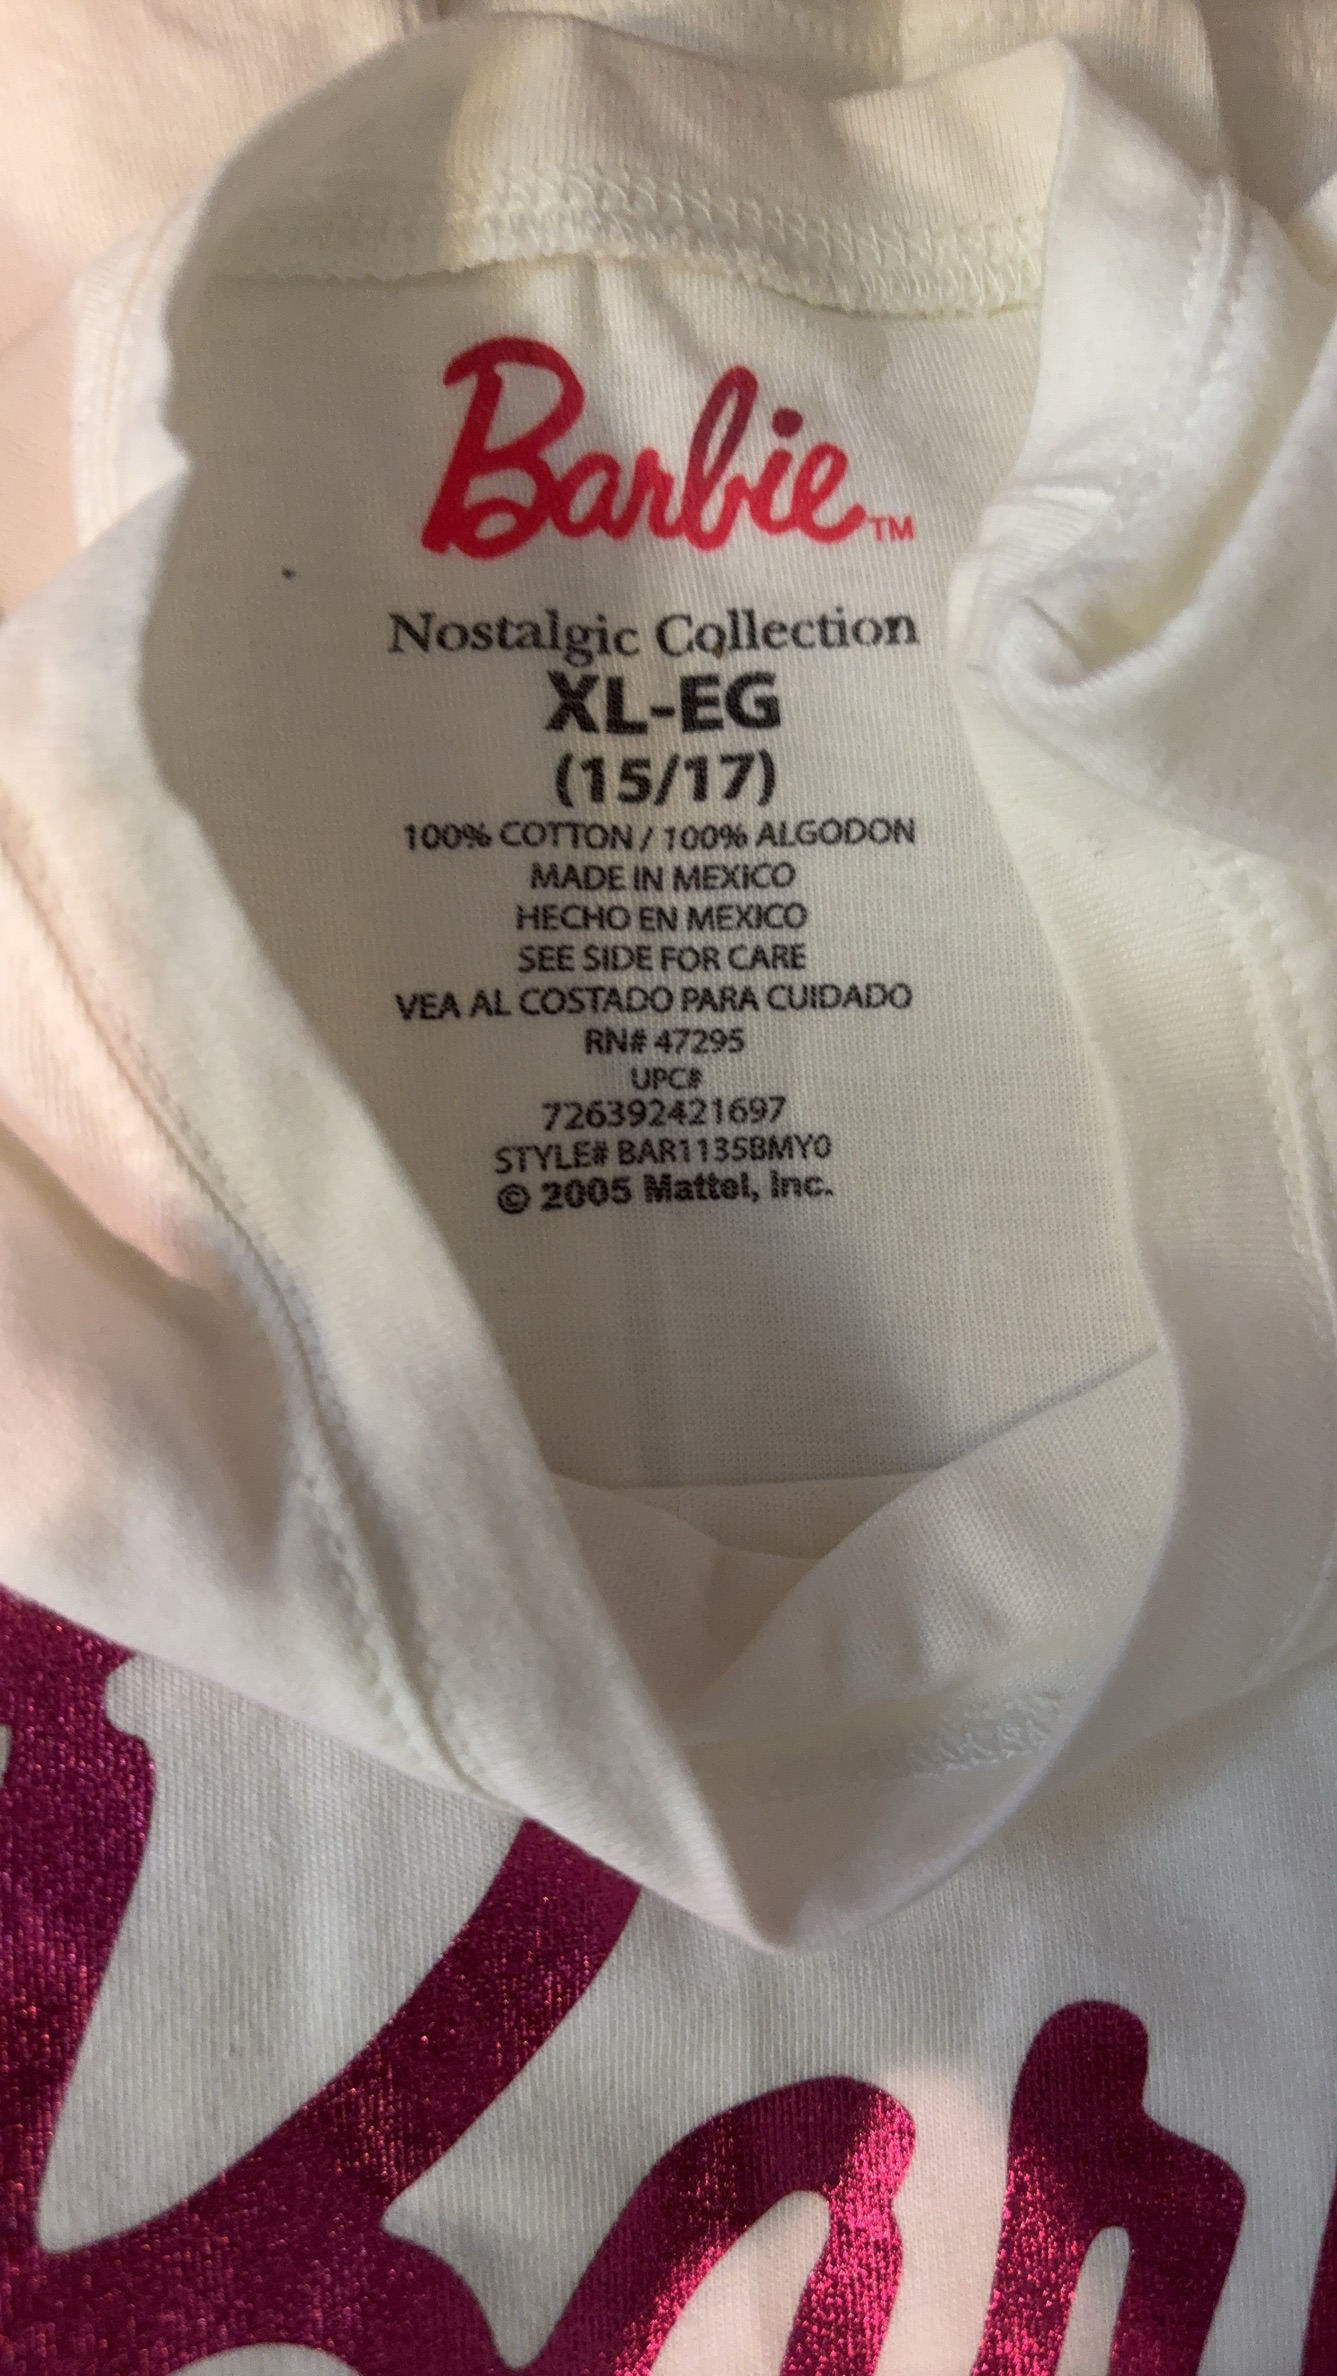 Barbie™
Nostalgic Collection
XL-EG
(15/17)
100% COTTON / 100% ALGODON
MADE IN MEXICO
HECHO EN MEXICO
SEE SIDE FOR CARE
VEA AL COSTADO PARA CUIDADO
RN# 47295
UPC#
726392421697
STYLE# BAR1135BMY0
© 2005 Mattel, Inc.
Bar